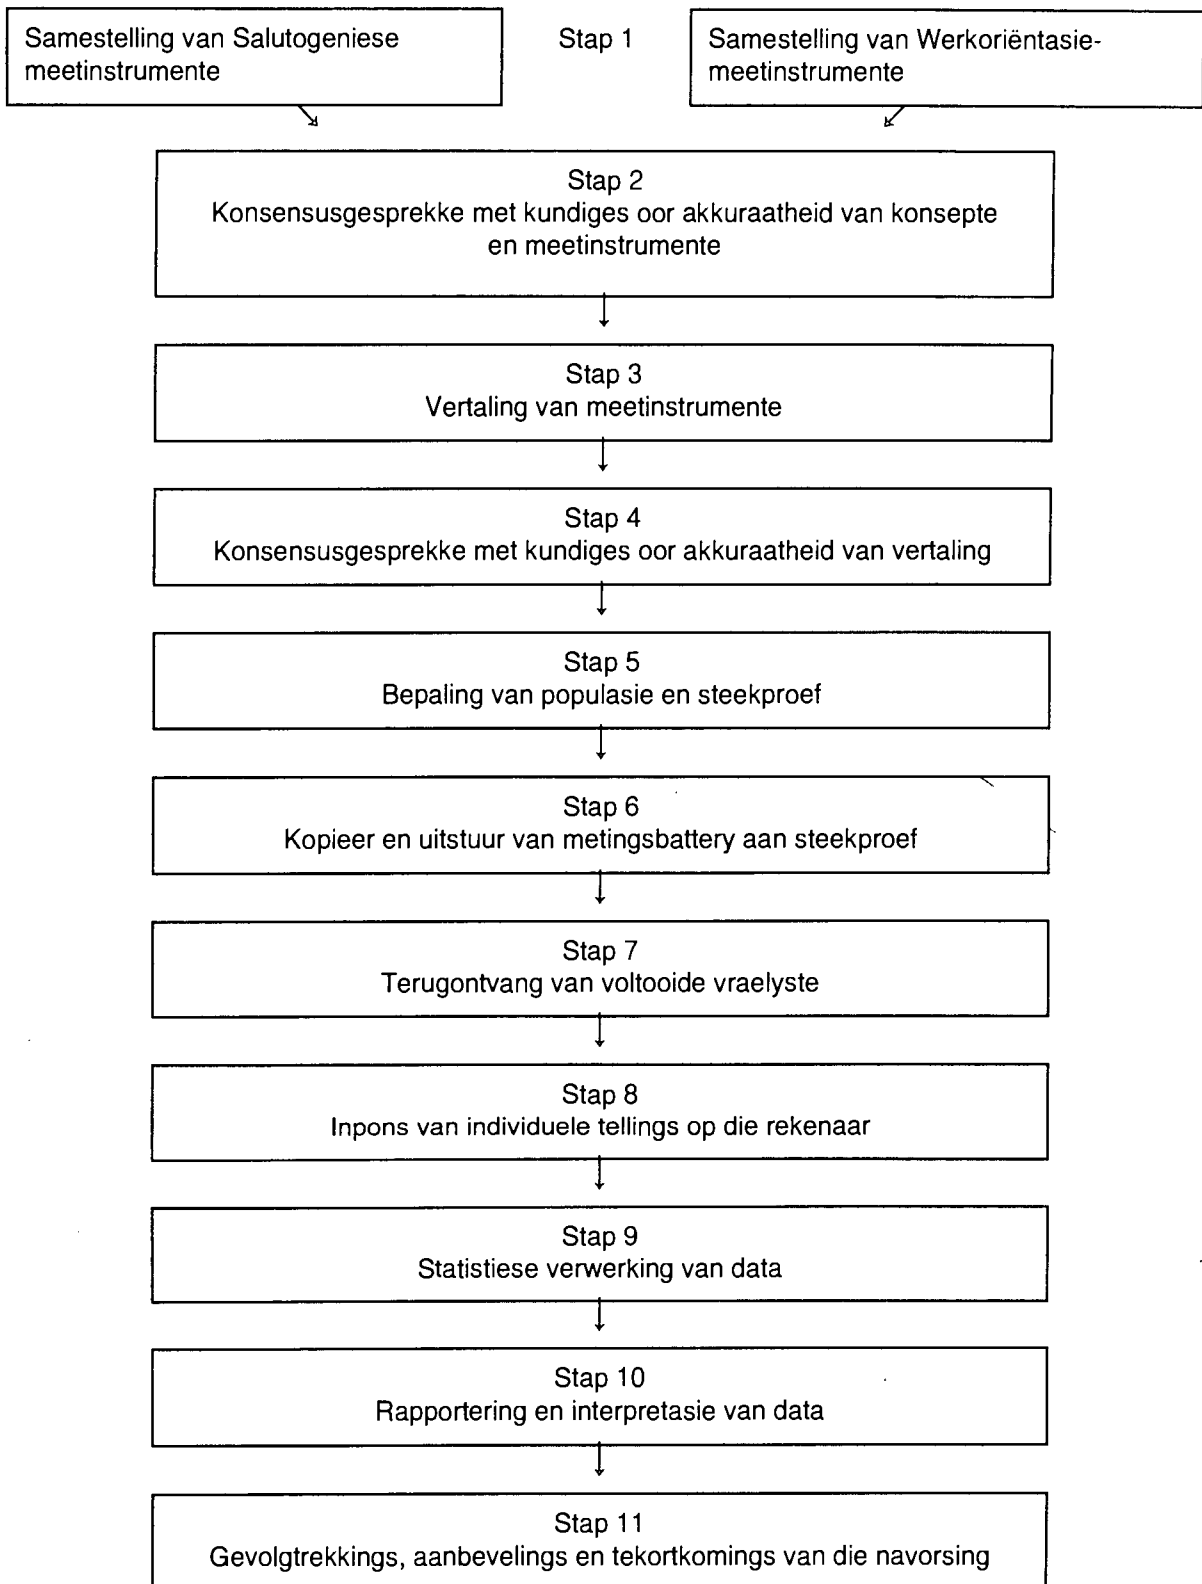 Samestelling van Salutogeniese
meetinstrumente
Stap 1
Samestelling van Werkoriëntasie-
meetinstrumente
Stap 2
Konsensusgesprekke met kundiges oor akkuraatheid van konsepte
en meetinstrumente
Stap 3
Vertaling van meetinstrumente
Stap 4
Konsensusgesprekke met kundiges oor akkuraatheid van vertaling
Stap 5
Bepaling van populasie en steekproef
Stap 6
Kopieer en uitstuur van metingsbattery aan steekproef
Stap 7
Terugontvang van voltooide vraelyste
Stap 8
Inpons van individuele tellings op die rekenaar
Stap 9
Statistiese verwerking van data
Stap 10
Rapportering en interpretasie van data
Stap 11
Gevolgtrekkings, aanbevelings en tekortkomings van die navorsing